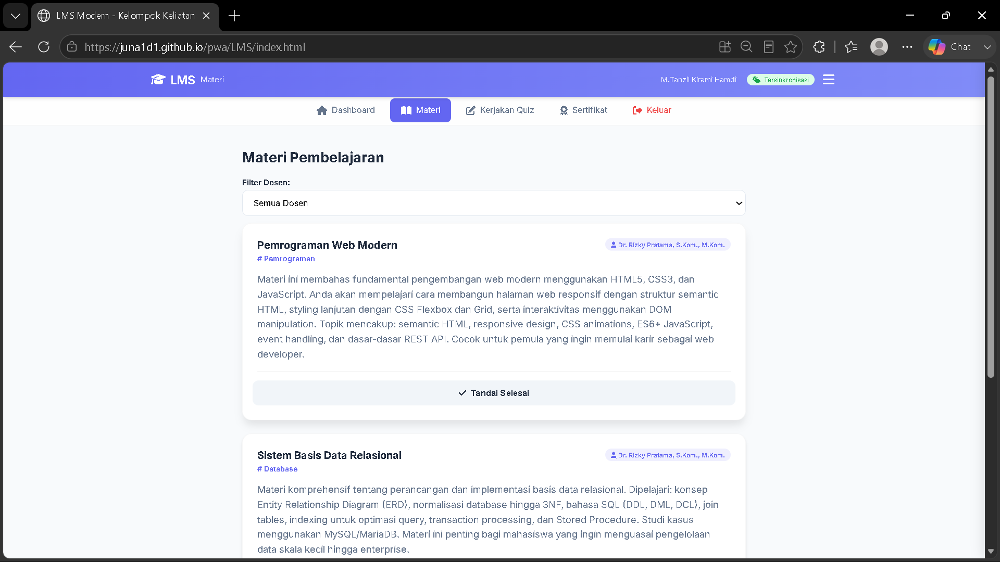 LMS Modern - Kelompok Keliatan
https://juna1d1.github.io/pwa/LMS/index.html
Chat
LMS Materi
M.Tanzil Kirami Hamdi
Tersinkronisasi
Dashboard
Materi
Kerjakan Quiz
Sertifikat
Keluar
Materi Pembelajaran
Filter Dosen:
Semua Dosen
Pemrograman Web Modern
Dr. Rizky Pratama, S.Kom., M.Kom.
# Pemrograman
Materi ini membahas fundamental pengembangan web modern menggunakan HTML5, CSS3, dan
JavaScript. Anda akan mempelajari cara membangun halaman web responsif dengan struktur semantic
HTML, styling lanjutan dengan CSS Flexbox dan Grid, serta interaktivitas menggunakan DOM
manipulation. Topik mencakup: semantic HTML, responsive design, CSS animations, ES6+ JavaScript,
event handling, dan dasar-dasar REST API. Cocok untuk pemula yang ingin memulai karir sebagai web
developer.
Tandai Selesai
Sistem Basis Data Relasional
Dr. Rizky Pratama, S.Kom., M.Kom.
# Database
Materi komprehensif tentang perancangan dan implementasi basis data relasional. Dipelajari: konsep
Entity Relationship Diagram (ERD), normalisasi database hingga 3NF, bahasa SQL (DDL, DML, DCL), join
tables, indexing untuk optimasi query, transaction processing, dan Stored Procedure. Studi kasus
menggunakan MySQL/MariaDB. Materi ini penting bagi mahasiswa yang ingin menguasai pengelolaan
data skala kecil hingga enterprise.